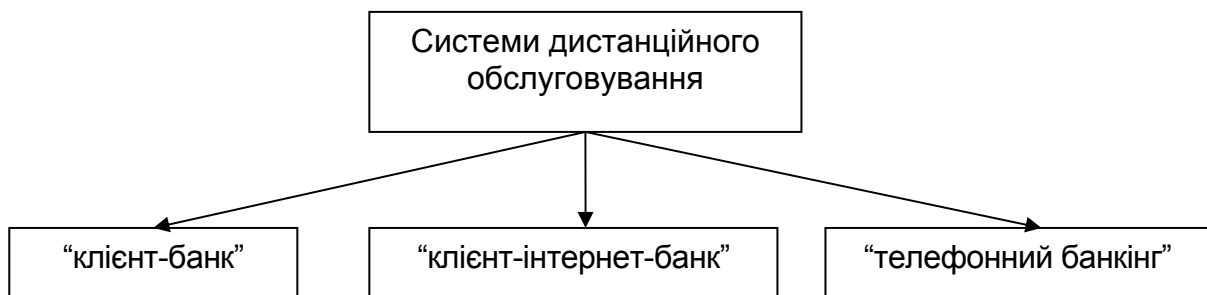 Системи дистанційного
обслуговування
“клієнт-банк”
“клієнт-інтернет-банк”
“телефонний банкінг”